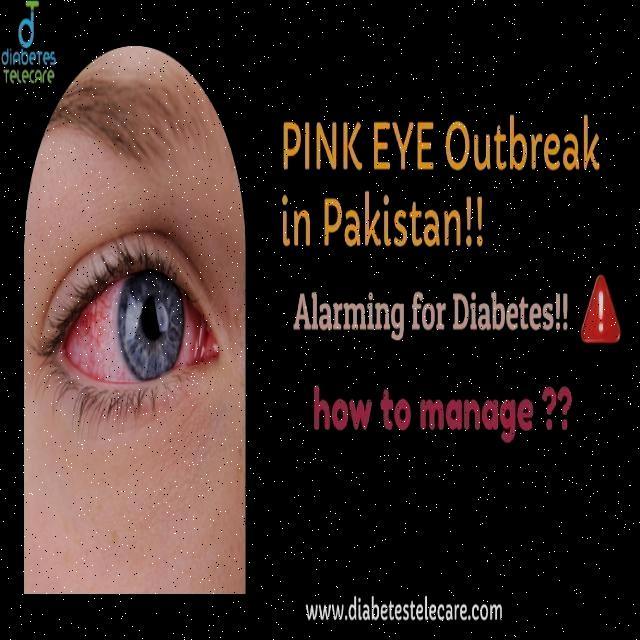 diabetes
TELECARE
PINK EYE Outbreak
in Pakistan!!
Alarming for Diabetes!!
how to manage ??
www.diabetestelecare.com